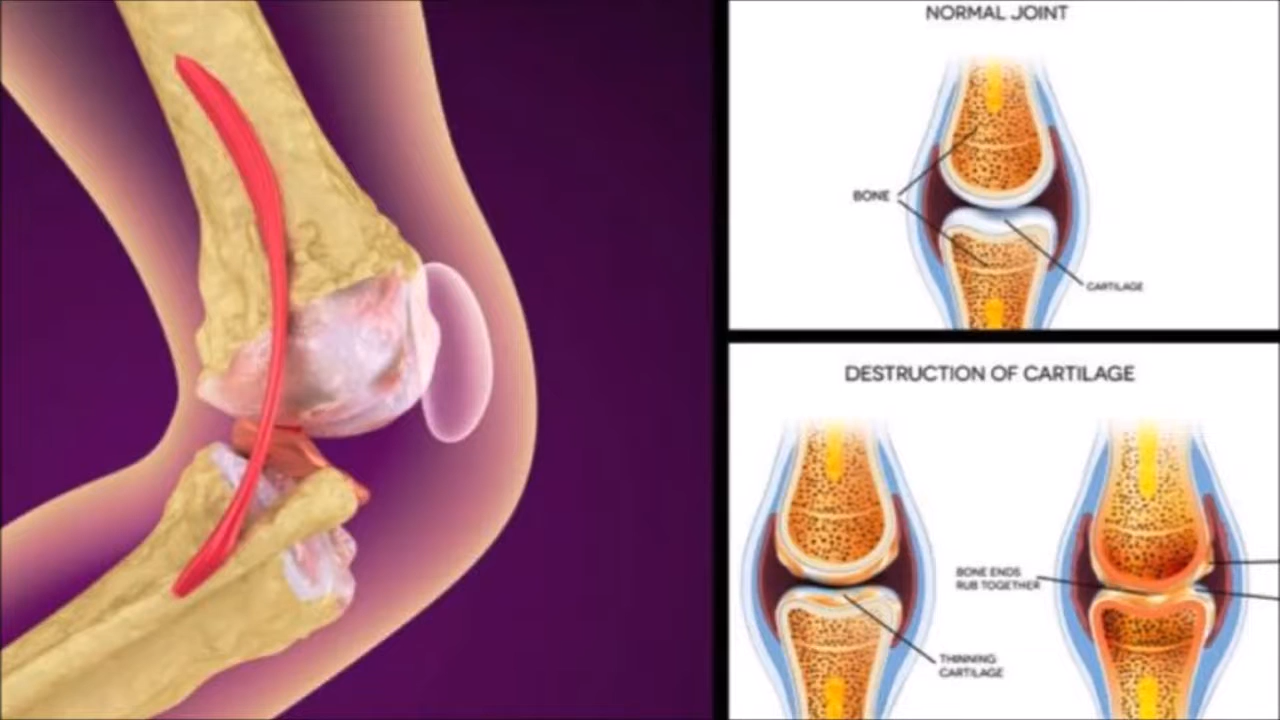 NORMAL JOINT
BONE
CARTILAGE
DESTRUCTION OF CARTILAGE
BONE ENDS
RUB TOGETHER
THINNING
CARTILAGE